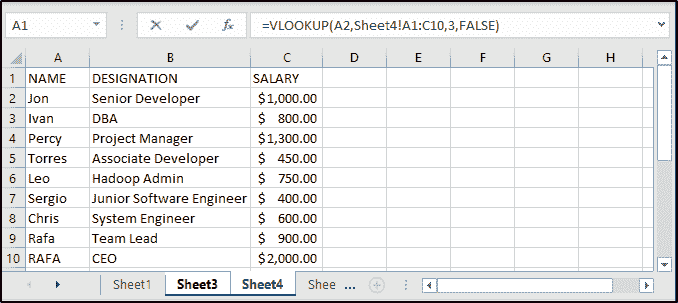 A1 =VLOOKUP(A2,Sheet4!A1:C10,3,FALSE)
A B C D E F G H
1 NAME DESIGNATION SALARY
2 Jon Senior Developer $1,000.00
3 Ivan DBA $ 800.00
4 Percy Project Manager $1,300.00
5 Torres Associate Developer $ 450.00
6 Leo Hadoop Admin $ 750.00
7 Sergio Junior Software Engineer $ 400.00
8 Chris System Engineer $ 600.00
9 Rafa Team Lead $ 900.00
10 RAFA CEO $2,000.00
Sheet1 Sheet3 Sheet4 Shee ...